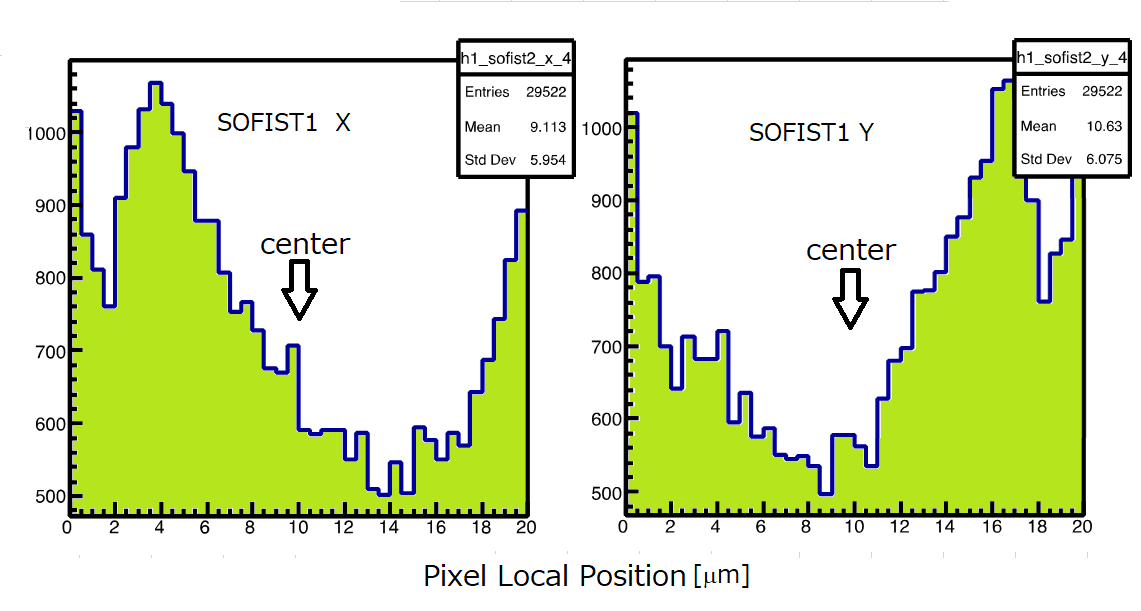 h1_sofist2_x_4
Entries 29522
Mean 9.113
Std Dev 5.954
SOFIST1 X
center
1000
900
800
700
600
500
0 2 4 6 8 10 12 14 16 18 20
h1_sofist2_y_4
Entries 29522
Mean 10.63
Std Dev 6.075
SOFIST1 Y
center
1000
900
800
700
600
500
0 2 4 6 8 10 12 14 16 18 20
Pixel Local Position [μm]